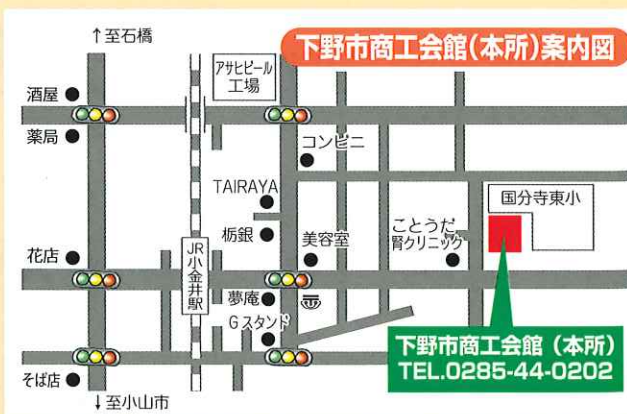 ↑至石橋
下野市商工会館(本所)案内図
アサヒビール
工場
酒屋
薬局
コンビニ
TAIRAYA
国分寺東小
栃銀
美容室
ことうだ
腎クリニック
花店
JR小金井駅
夢庵
Gスタンド
下野市商工会館(本所)
TEL.0285-44-0202
そば店
↓至小山市